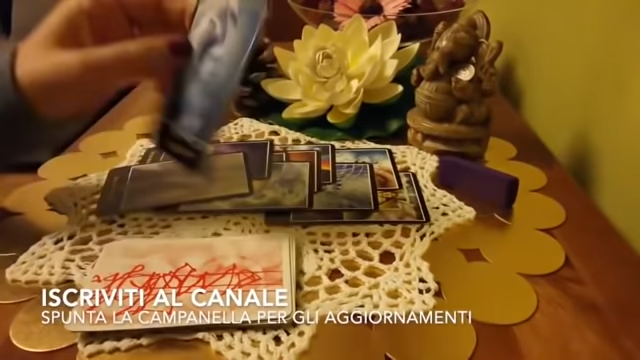 ISCRIVITI AL CANALE
SPUNTA LA CAMPANELLA PER GLI AGGIORNAMENTI